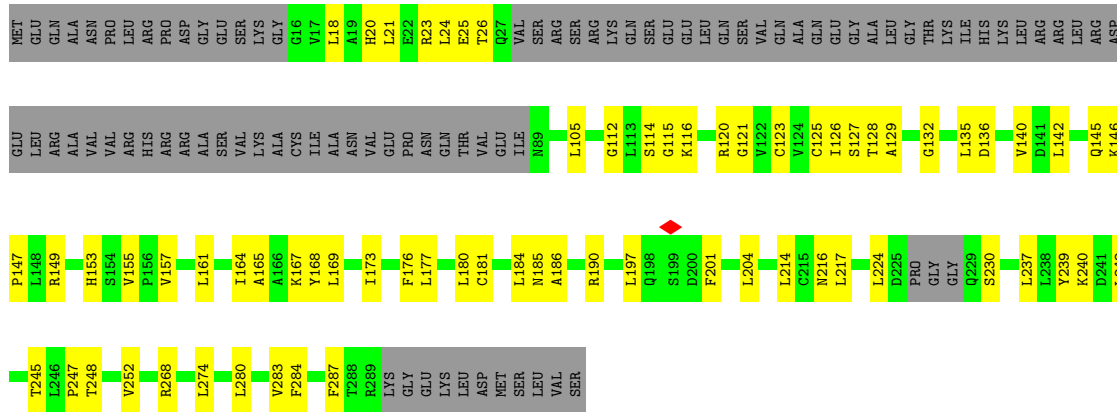 MET GLU GLN ALA ASN PRO LEU ARG PRO ASP GLY GLU SER LYS GLY G16 V17 L18 A19 H20 L21 E22 R23 L24 E25 T26 Q27 VAL SER ARG SER ARG LYS GLN SER GLU GLU LEU GLN SER VAL GLN ALA GLN GLU GLY ALA LEU GLY THR LYS ILE HIS LYS LEU ARG ARG LEU ARG ASP
GLU LEU ARG ALA VAL VAL ARG HIS ARG ARG ALA SER VAL LYS ALA CYS ILE ALA ASN VAL GLU PRO ASN GLN THR VAL GLU ILE N89 L105 G112 L113 S114 G115 K116 R120 G121 V122 C123 V124 C125 I126 S127 T128 A129 G132 L135 D136 V140 D141 L142 Q145 K146
P147 L148 R149 H153 S154 V155 P156 V157 L161 I164 A165 A166 K167 Y168 L169 I173 F176 L177 L180 C181 L184 N185 A186 R190 L197 Q198 S199 D200 F201 L204 L214 C215 N216 L217 L224 D225 PRO GLY GLY Q229 S230 L237 L238 Y239 K240 D241
T245 L246 P247 T248 V252 R268 L274 L280 V283 F284 F287 T288 R289 LYS GLY GLU LYS LEU ASP MET SER LEU VAL SER